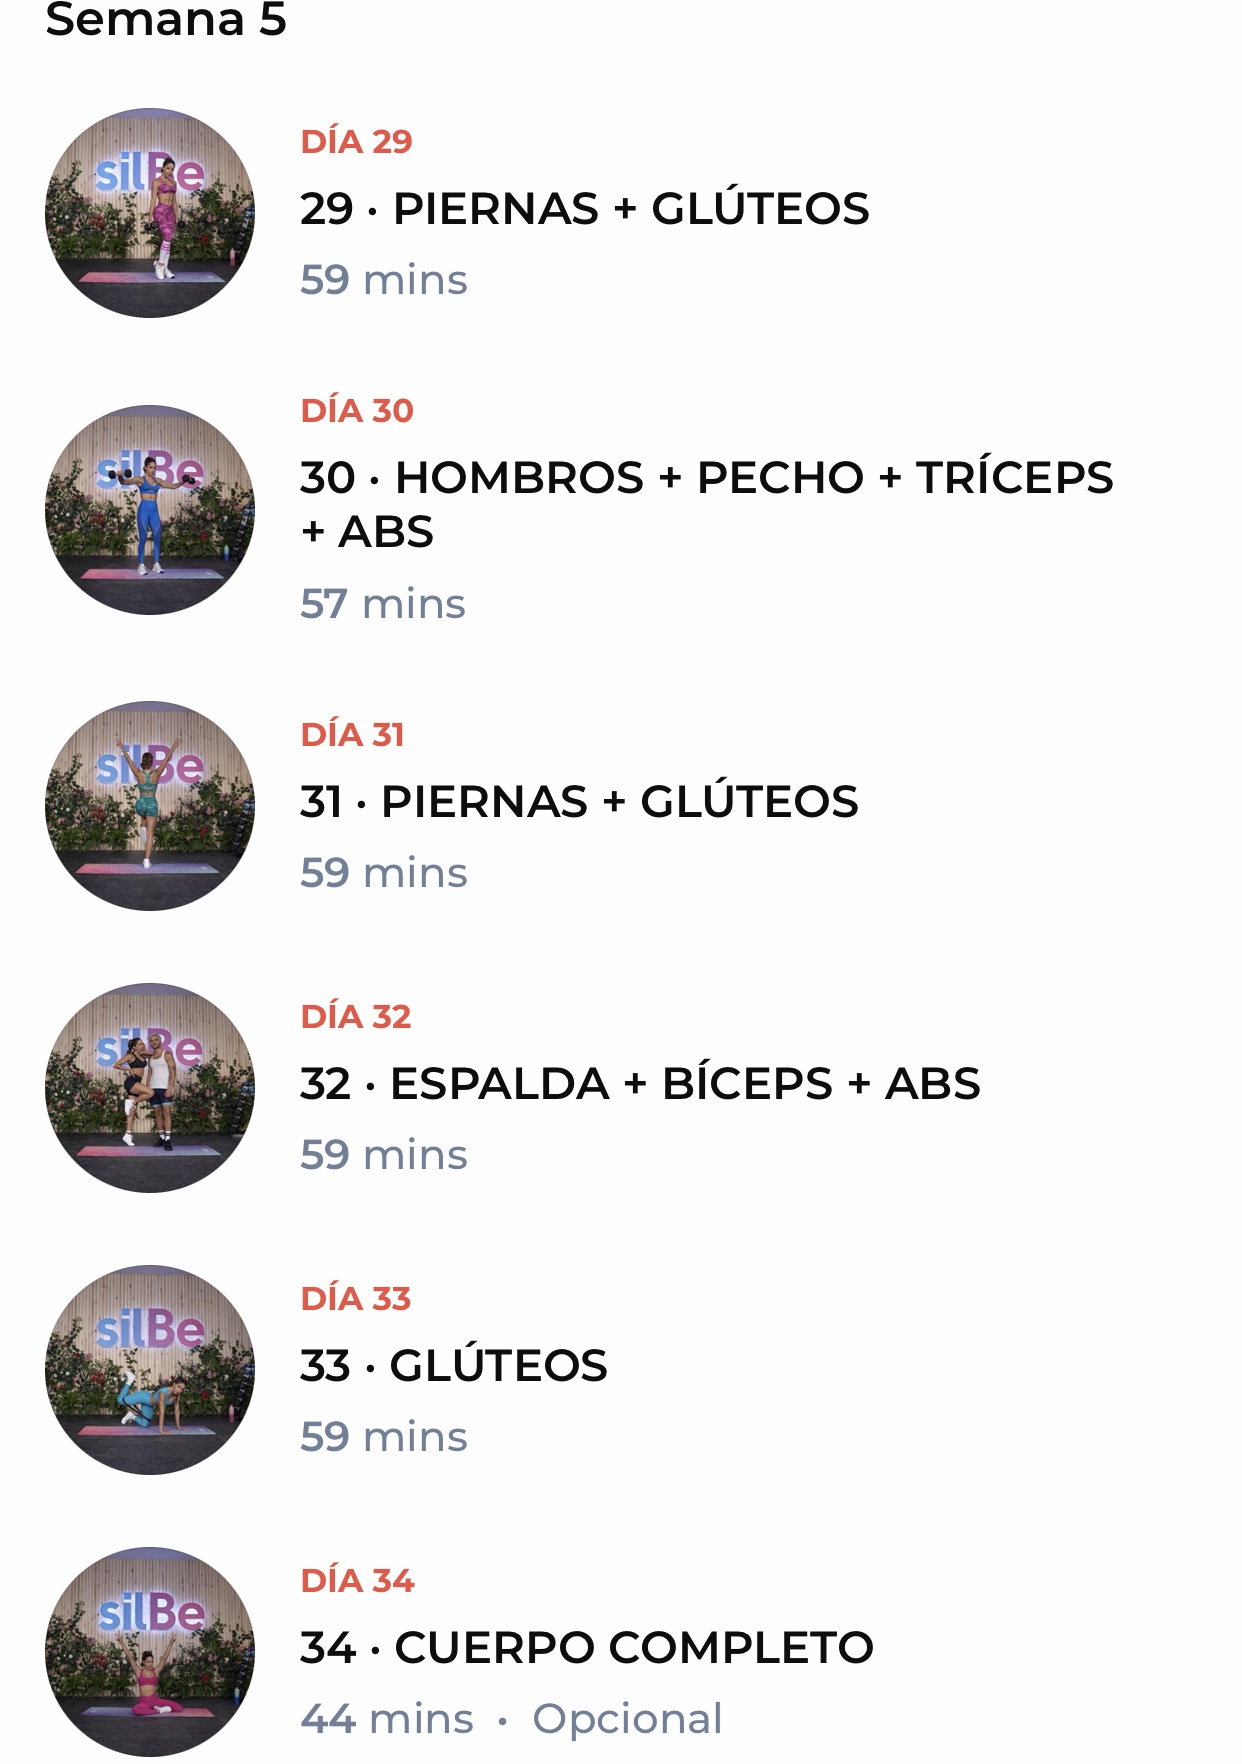 Semana 5
silBe
DÍA 29
29 · PIERNAS + GLÚTEOS
59 mins
silBe
DÍA 30
30 · HOMBROS + PECHO + TRÍCEPS
+ ABS
57 mins
silBe
DÍA 31
31 · PIERNAS + GLÚTEOS
59 mins
silBe
DÍA 32
32 · ESPALDA + BÍCEPS + ABS
59 mins
silBe
DÍA 33
33 · GLÚTEOS
59 mins
silBe
DÍA 34
34 · CUERPO COMPLETO
44 mins · Opcional